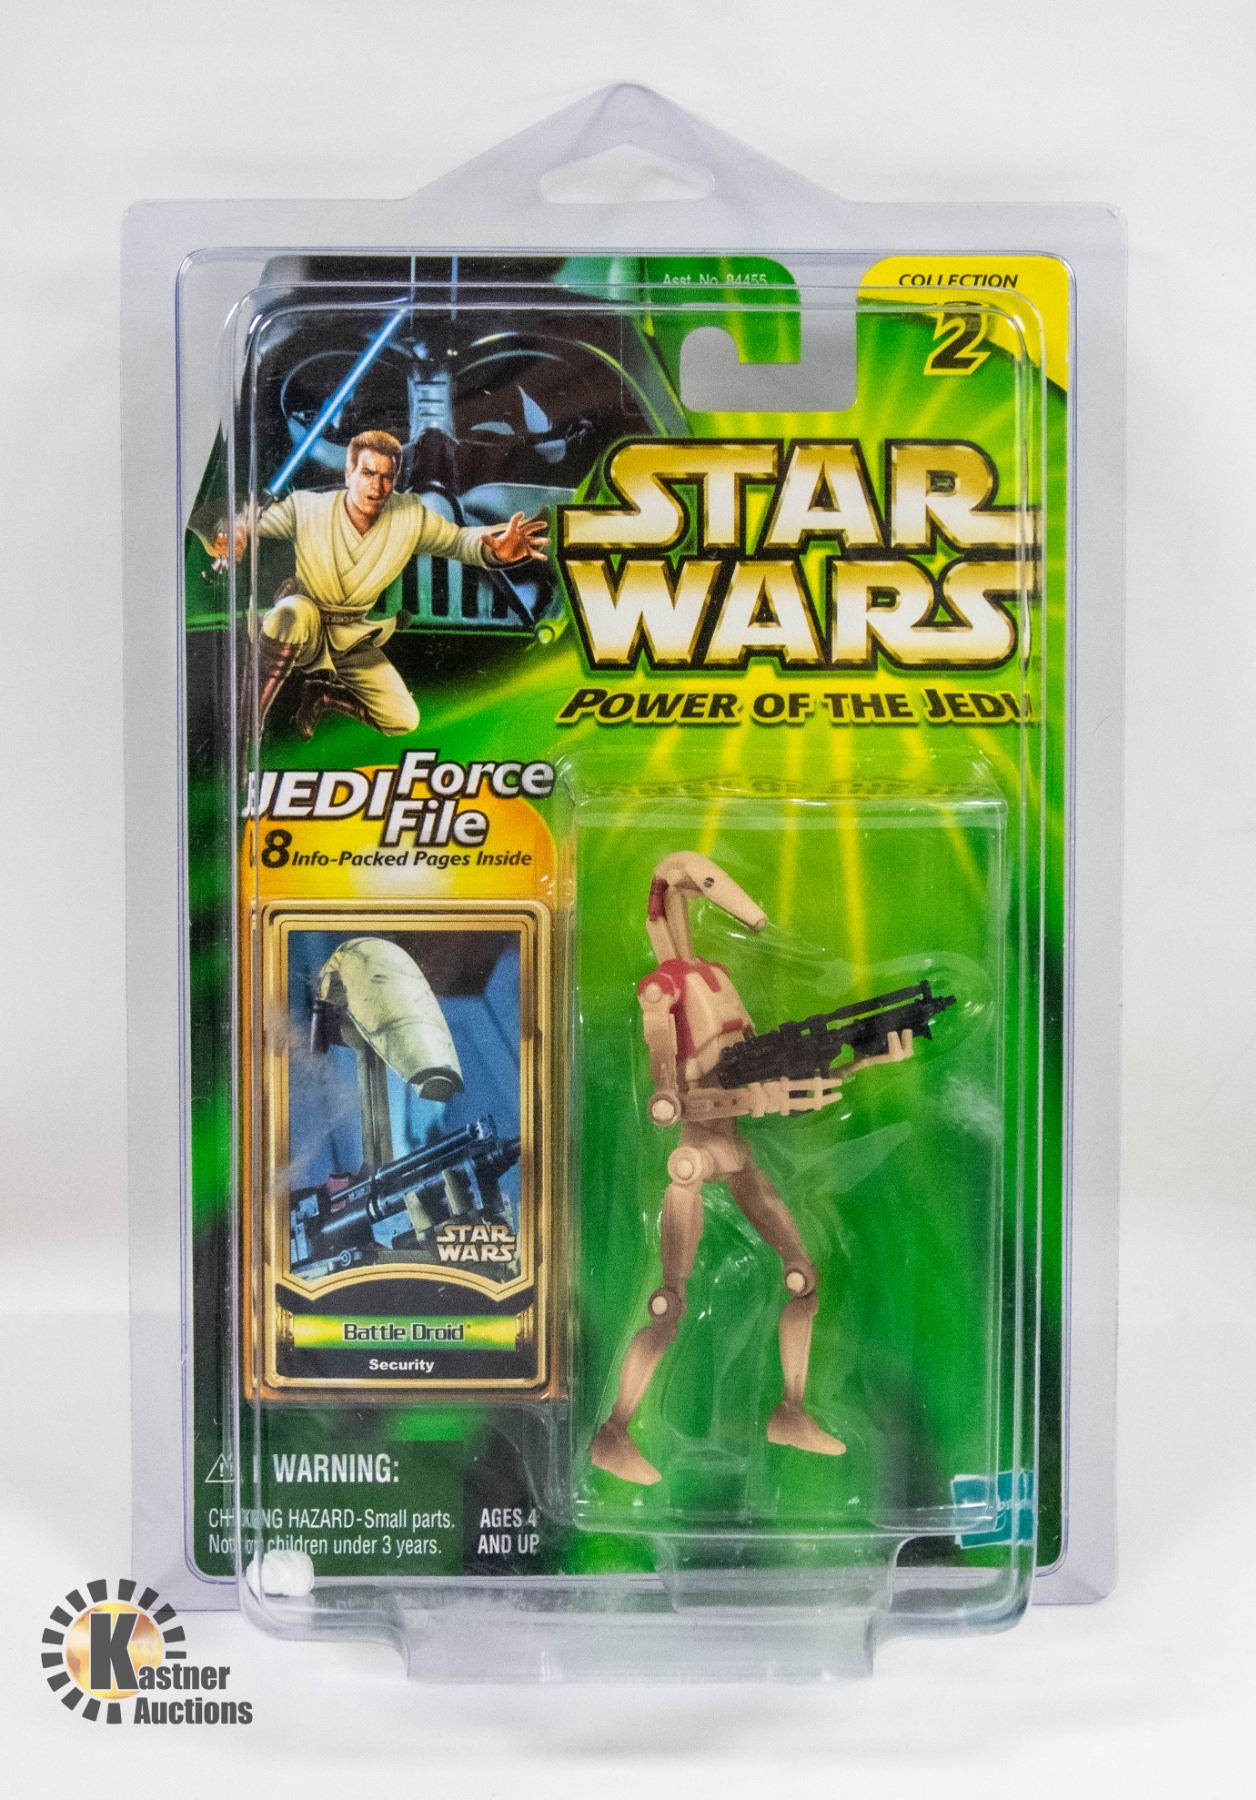 Asst. No. 84455
COLLECTION
2
STAR
WARS
POWER OF THE JEDI
JEDI Force
File
8 Info-Packed Pages Inside
STAR
WARS
Battle Droid
Security
WARNING:
CHOKING HAZARD-Small parts.
Not for children under 3 years.
AGES 4
AND UP
Kastner
Auctions